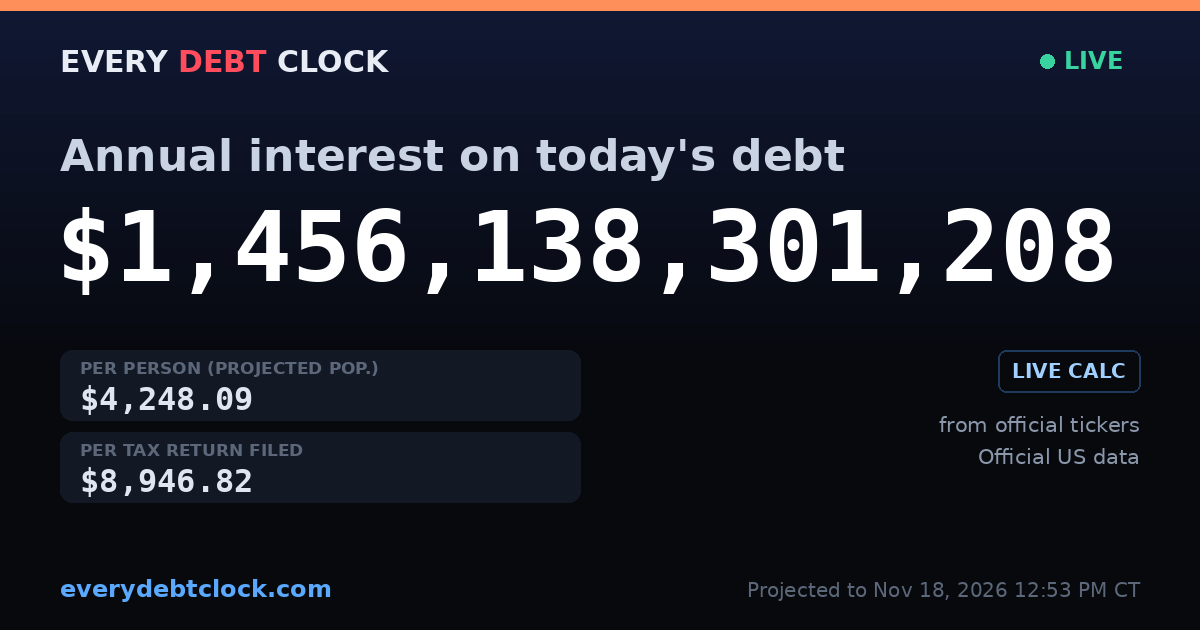 EVERY DEBT CLOCK
LIVE
Annual interest on today's debt
$1,456,138,301,208
PER PERSON (PROJECTED POP.)
$4,248.09
PER TAX RETURN FILED
$8,946.82
LIVE CALC
from official tickers
Official US data
everydebtclock.com
Projected to Nov 18, 2026 12:53 PM CT